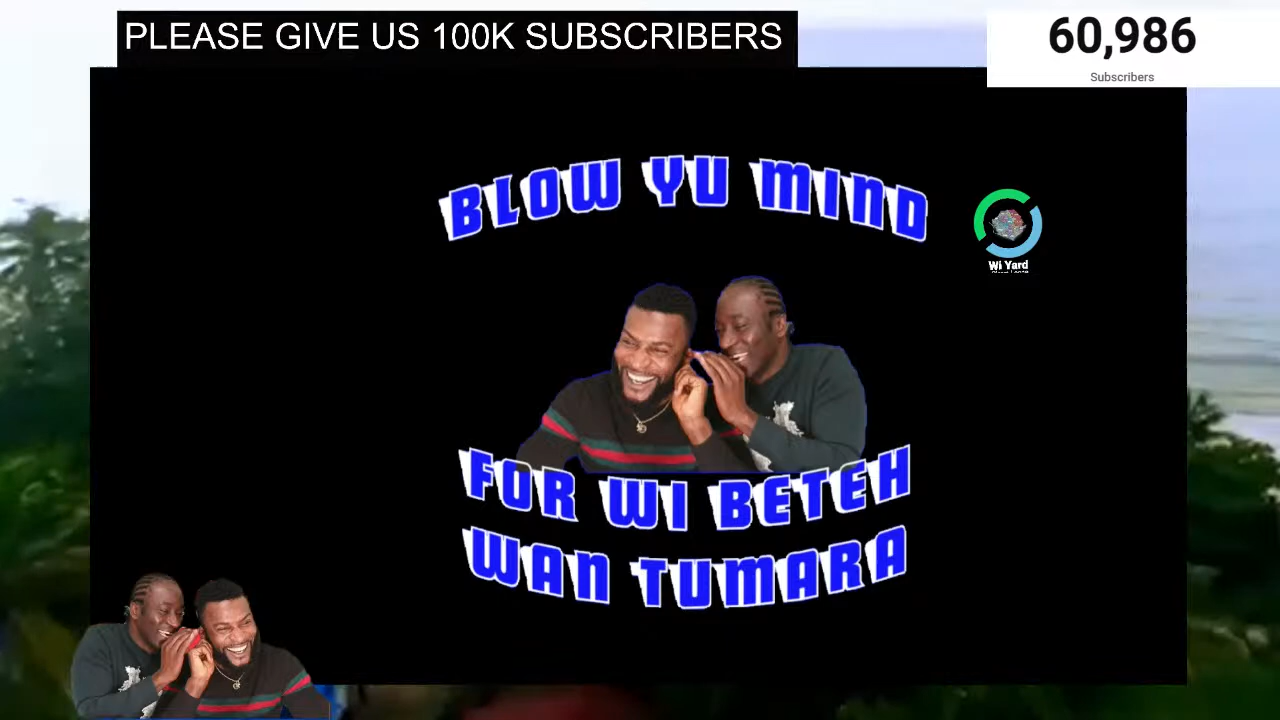 PLEASE GIVE US 100K SUBSCRIBERS
60,986
Subscribers
BLOW YU MIND
Wi Yard
FOR WI BETEH
WAN TUMARA